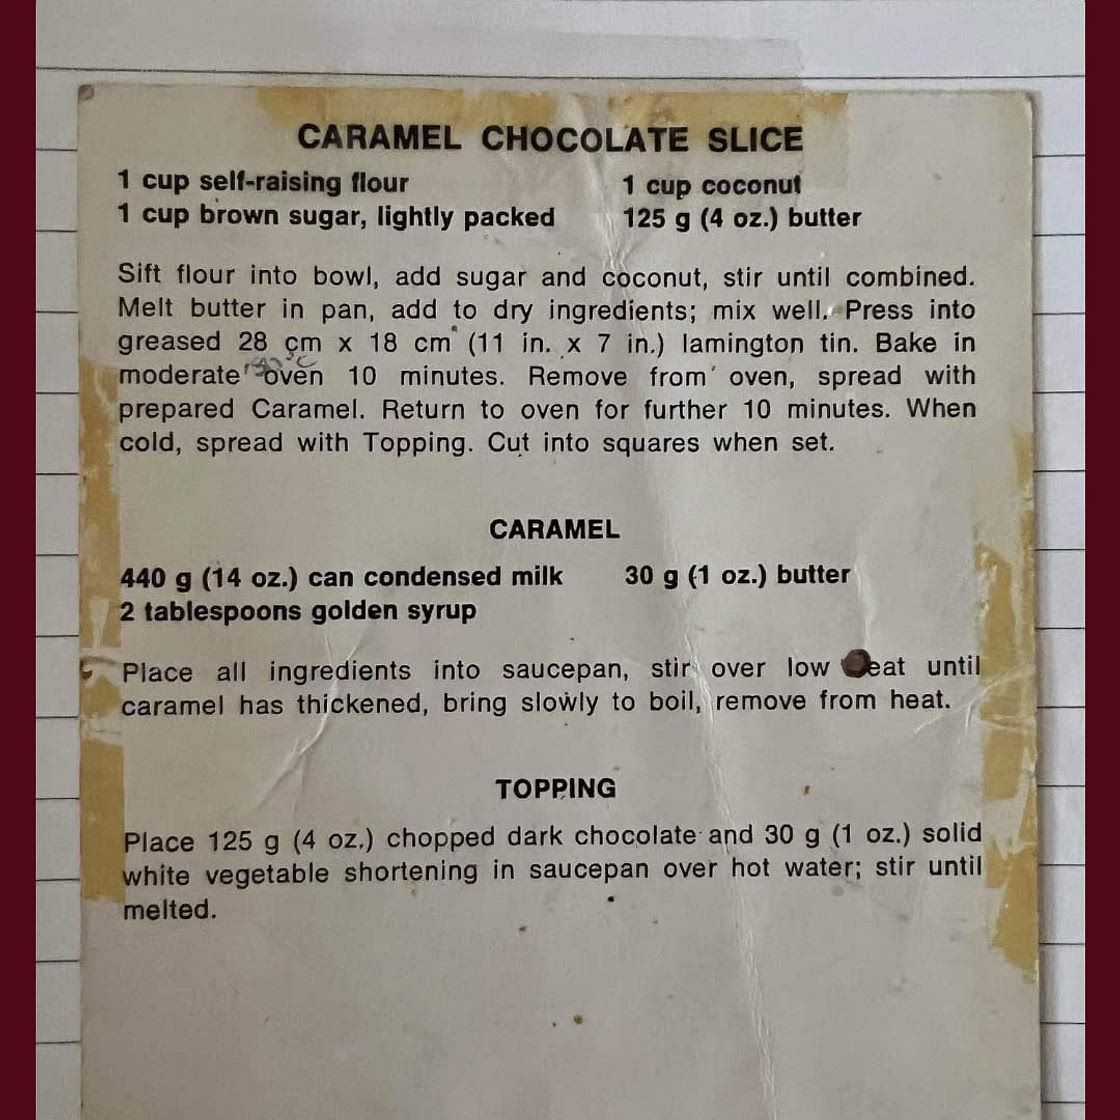 CARAMEL CHOCOLATE SLICE
1 cup self-raising flour 1 cup coconut
1 cup brown sugar, lightly packed 125 g (4 oz.) butter
Sift flour into bowl, add sugar and coconut, stir until combined.
Melt butter in pan, add to dry ingredients; mix well. Press into
greased 28 cm x 18 cm (11 in. x 7 in.) lamington tin. Bake in
moderate oven 10 minutes. Remove from oven, spread with
prepared Caramel. Return to oven for further 10 minutes. When
cold, spread with Topping. Cut into squares when set.
CARAMEL
440 g (14 oz.) can condensed milk 30 g (1 oz.) butter
2 tablespoons golden syrup
Place all ingredients into saucepan, stir over low heat until
caramel has thickened, bring slowly to boil, remove from heat.
TOPPING
Place 125 g (4 oz.) chopped dark chocolate and 30 g (1 oz.) solid
white vegetable shortening in saucepan over hot water; stir until
melted.